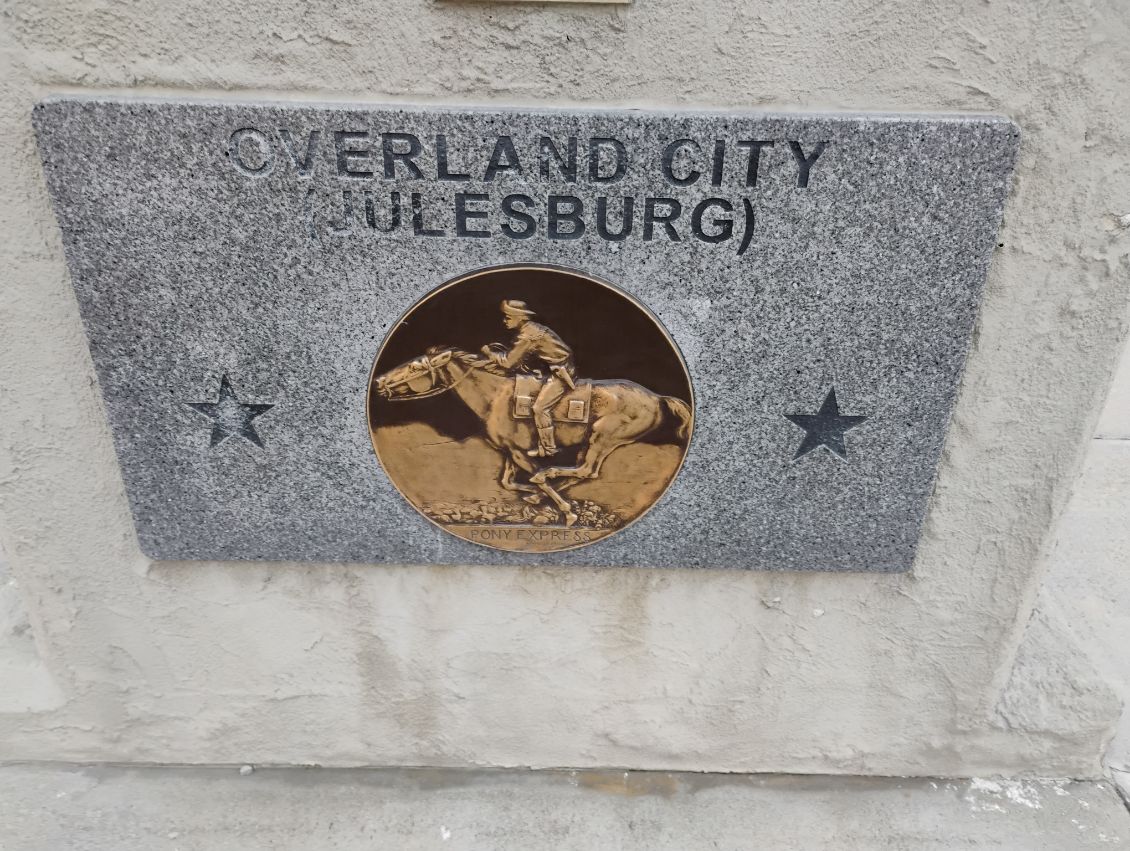 OVERLAND CITY
(JULESBURG)
PONY EXPRESS